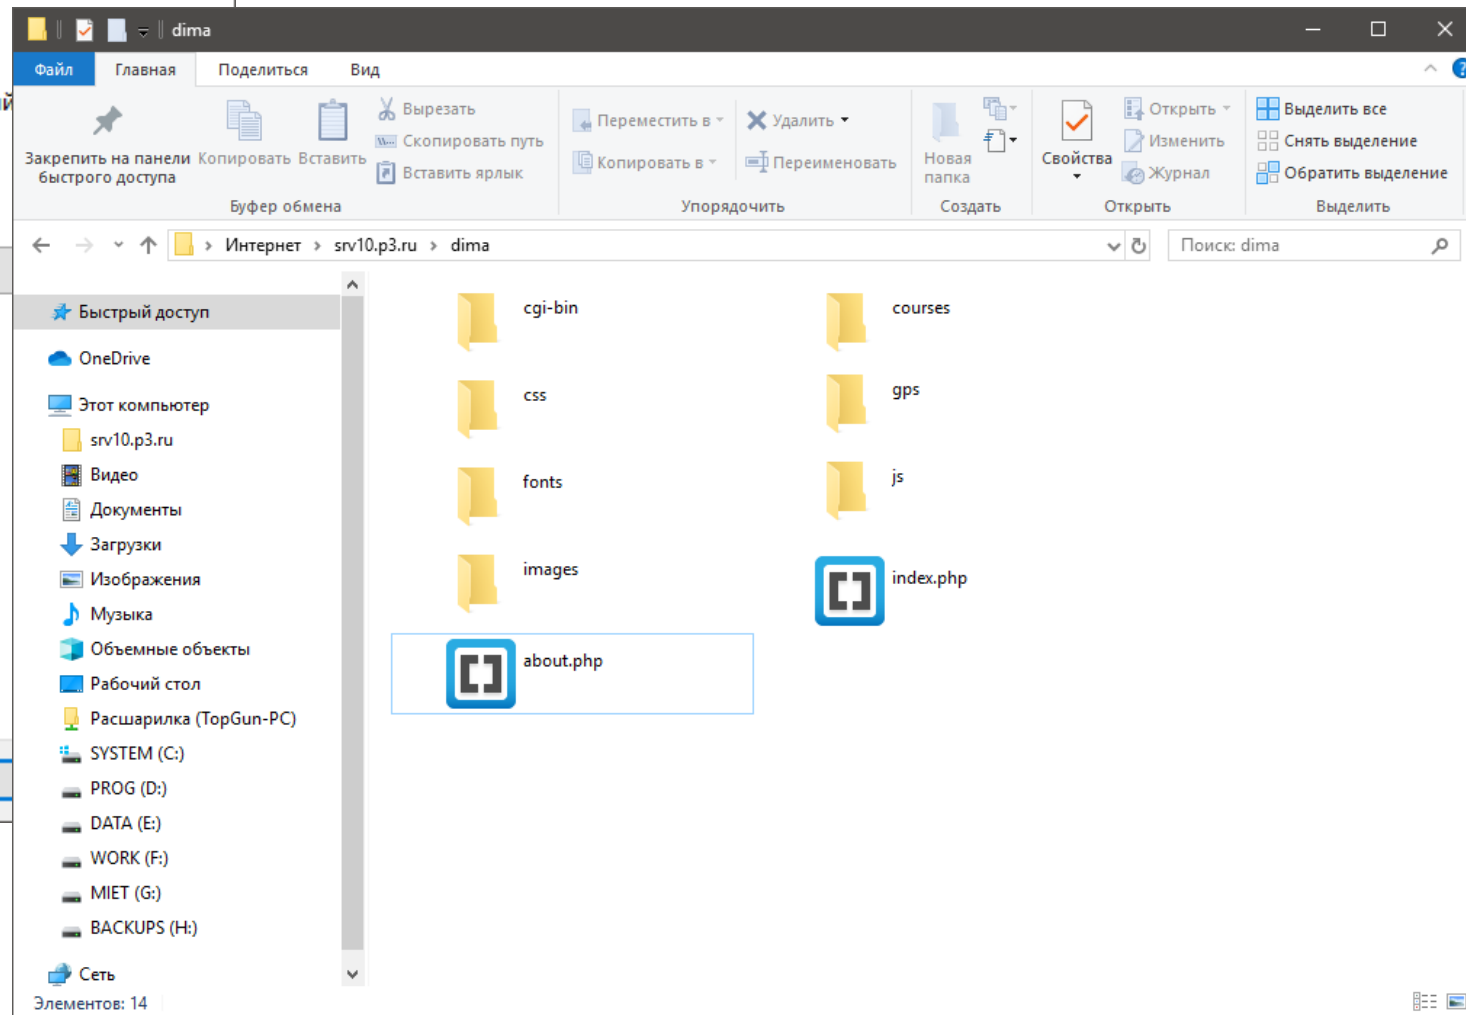 dima
Файл Главная Поделиться Вид
ый
Закрепить на панели
быстрого доступа
Копировать
Вставить
Вырезать
Скопировать путь
Вставить ярлык
Буфер обмена
Переместить в
Копировать в
Удалить
Переименовать
Упорядочить
Новая
папка
Создать
Свойства
Открыть
Изменить
Журнал
Открыть
Выделить все
Снять выделение
Обратить выделение
Выделить
Интернет srv10.p3.ru dima
Поиск: dima
Быстрый доступ
OneDrive
Этот компьютер
srv10.p3.ru
Видео
Документы
Загрузки
Изображения
Музыка
Объемные объекты
Рабочий стол
Расшарилка (TopGun-PC)
SYSTEM (C:)
PROG (D:)
DATA (E:)
WORK (F:)
MIET (G:)
BACKUPS (H:)
Сеть
cgi-bin
courses
css
gps
fonts
js
images
index.php
about.php
Элементов: 14